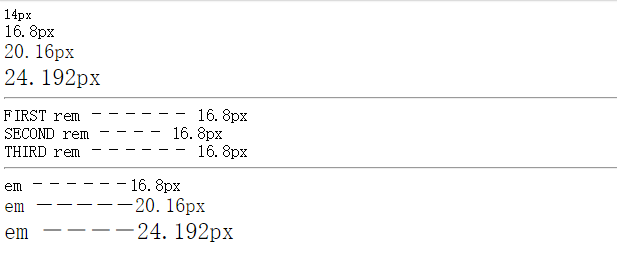 14px
16.8px
20.16px
24.192px
FIRST rem －－－－－－ 16.8px
SECOND rem －－－－ 16.8px
THIRD rem －－－－－－ 16.8px
em －－－－－－16.8px
em －－－－－20.16px
em －－－－24.192px